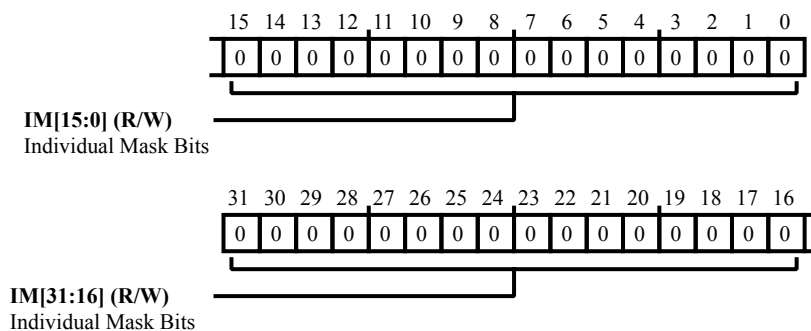 15 14 13 12 11 10 9 8 7 6 5 4 3 2 1 0
0 0 0 0 0 0 0 0 0 0 0 0 0 0 0 0
IM[15:0] (R/W)
Individual Mask Bits
31 30 29 28 27 26 25 24 23 22 21 20 19 18 17 16
0 0 0 0 0 0 0 0 0 0 0 0 0 0 0 0
IM[31:16] (R/W)
Individual Mask Bits